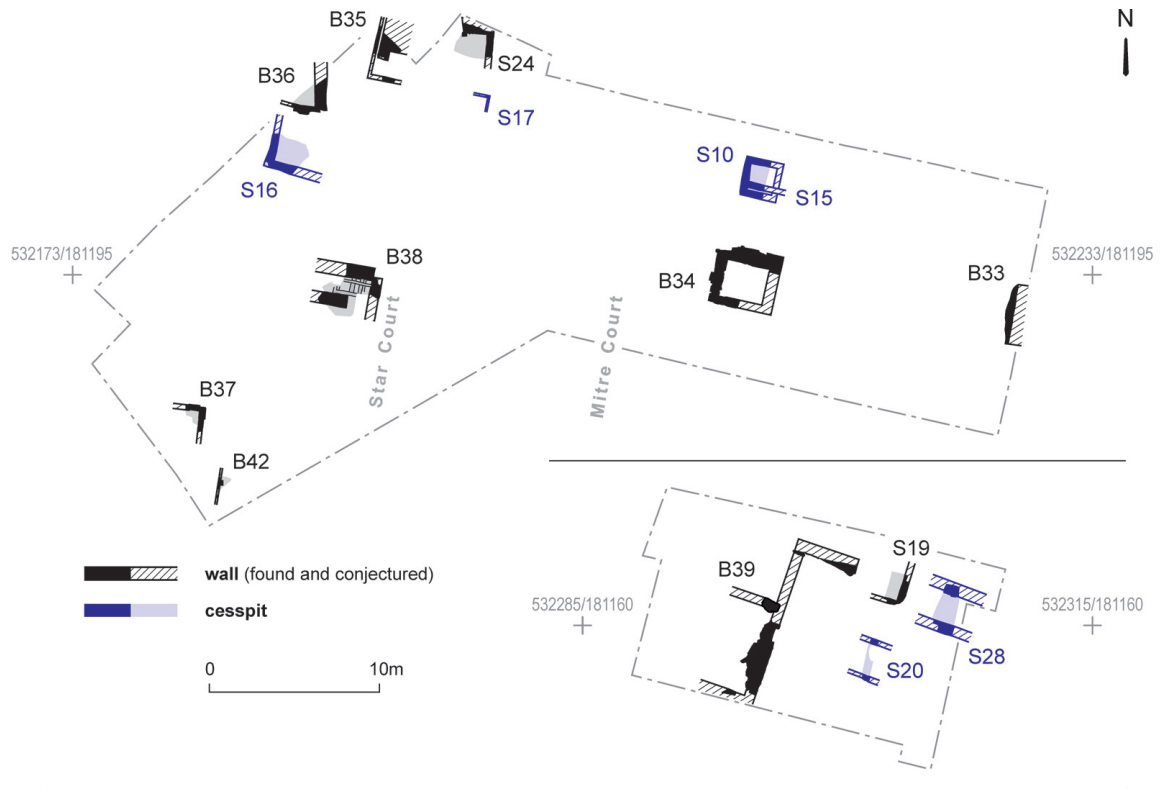 B35
N
B36
S24
S17
S10
S16
S15
532173/181195
B38
532233/181195
B34
B33
Star Court
Mitre Court
B37
B42
S19
B39
wall (found and conjectured)
532285/181160
532315/181160
cesspit
S28
S20
0 10m